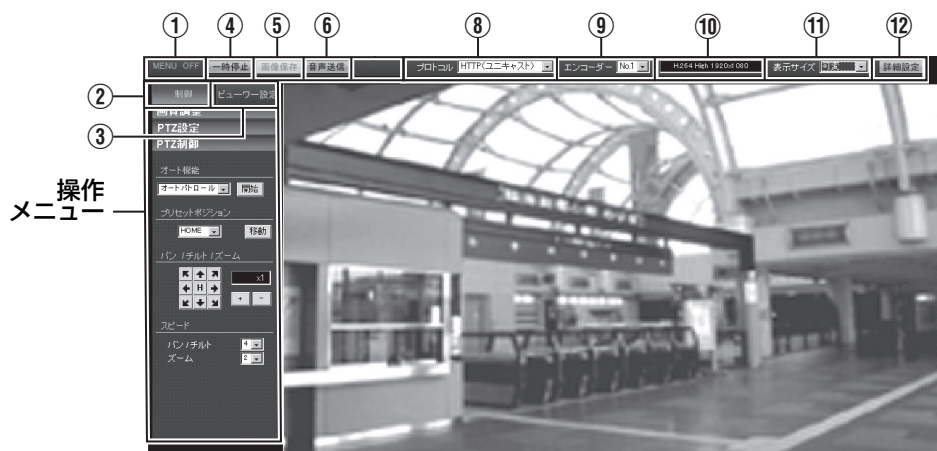 ① ④ ⑤ ⑥ ⑧ ⑨ ⑩ ⑪ ⑫
MENU OFF 一時停止 画像保存 音声送信 プロトコル HTTP(ユニキャスト) エンコーダー No.1 H.264 High 1920x1080 表示サイズ 可変 詳細設定
② 制御 ビューワー設定
③ 画質調整
PTZ設定
PTZ制御
操作
メニュー
オート機能
オートパトロール 開始
プリセットポジション
HOME 移動
パン / チルト / ズーム
x1
H
+ -
スピード
パン / チルト 4
ズーム 2